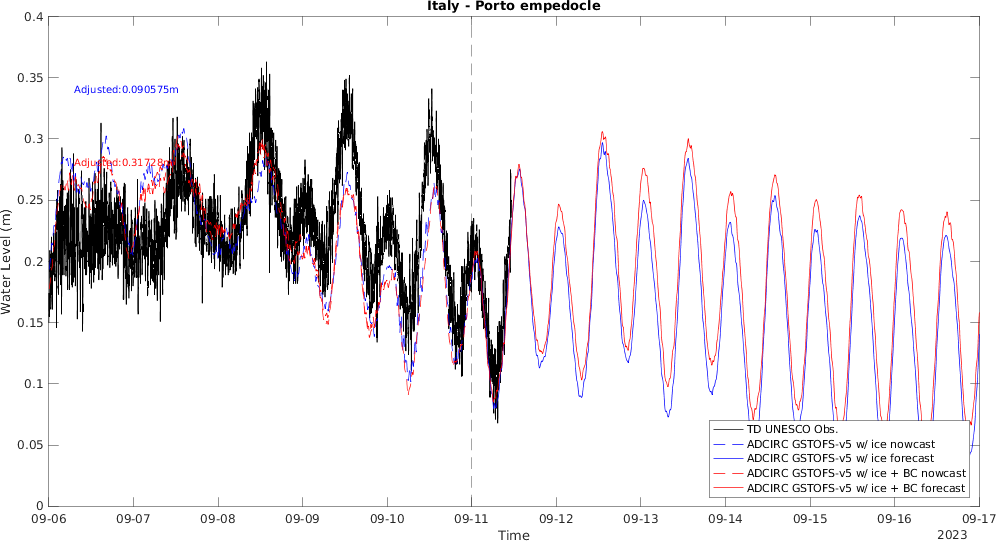 Italy - Porto empedocle
0.4
0.35
0.3
0.25
0.2
0.15
0.1
0.05
0
Water Level (m)
Adjusted:0.090575m
Adjusted:0.31728m
TD UNESCO Obs.
ADCIRC GSTOFS-v5 w/ ice nowcast
ADCIRC GSTOFS-v5 w/ ice forecast
ADCIRC GSTOFS-v5 w/ ice + BC nowcast
ADCIRC GSTOFS-v5 w/ ice + BC forecast
09-06 09-07 09-08 09-09 09-10 09-11 09-12 09-13 09-14 09-15 09-16 09-17
Time
2023